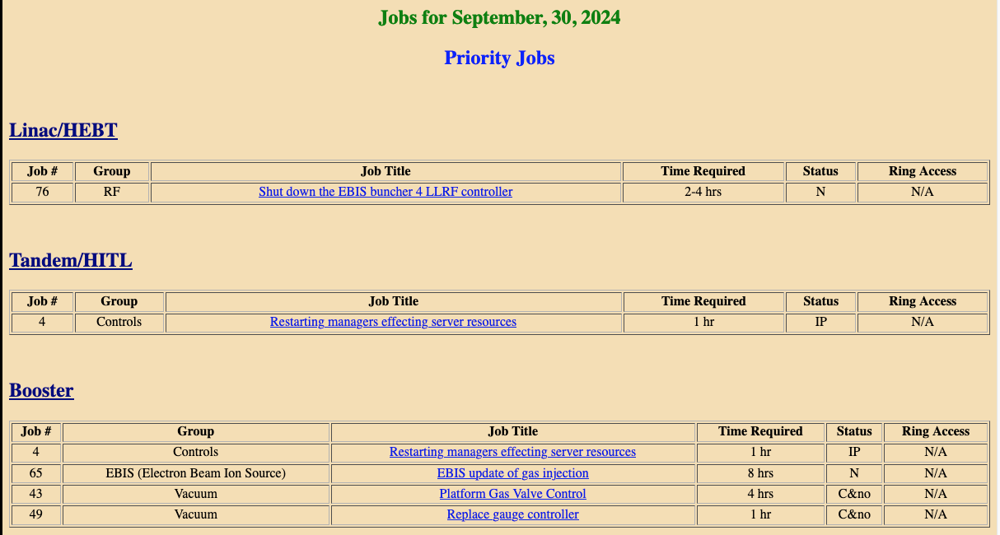 Jobs for September, 30, 2024
Priority Jobs
Linac/HEBT
Job # Group Job Title Time Required Status Ring Access
76 RF Shut down the EBIS buncher 4 LLRF controller 2-4 hrs N N/A
Tandem/HITL
Job # Group Job Title Time Required Status Ring Access
4 Controls Restarting managers effecting server resources 1 hr IP N/A
Booster
Job # Group Job Title Time Required Status Ring Access
4 Controls Restarting managers effecting server resources 1 hr IP N/A
65 EBIS (Electron Beam Ion Source) EBIS update of gas injection 8 hrs N N/A
43 Vacuum Platform Gas Valve Control 4 hrs C&no N/A
49 Vacuum Replace gauge controller 1 hr C&no N/A